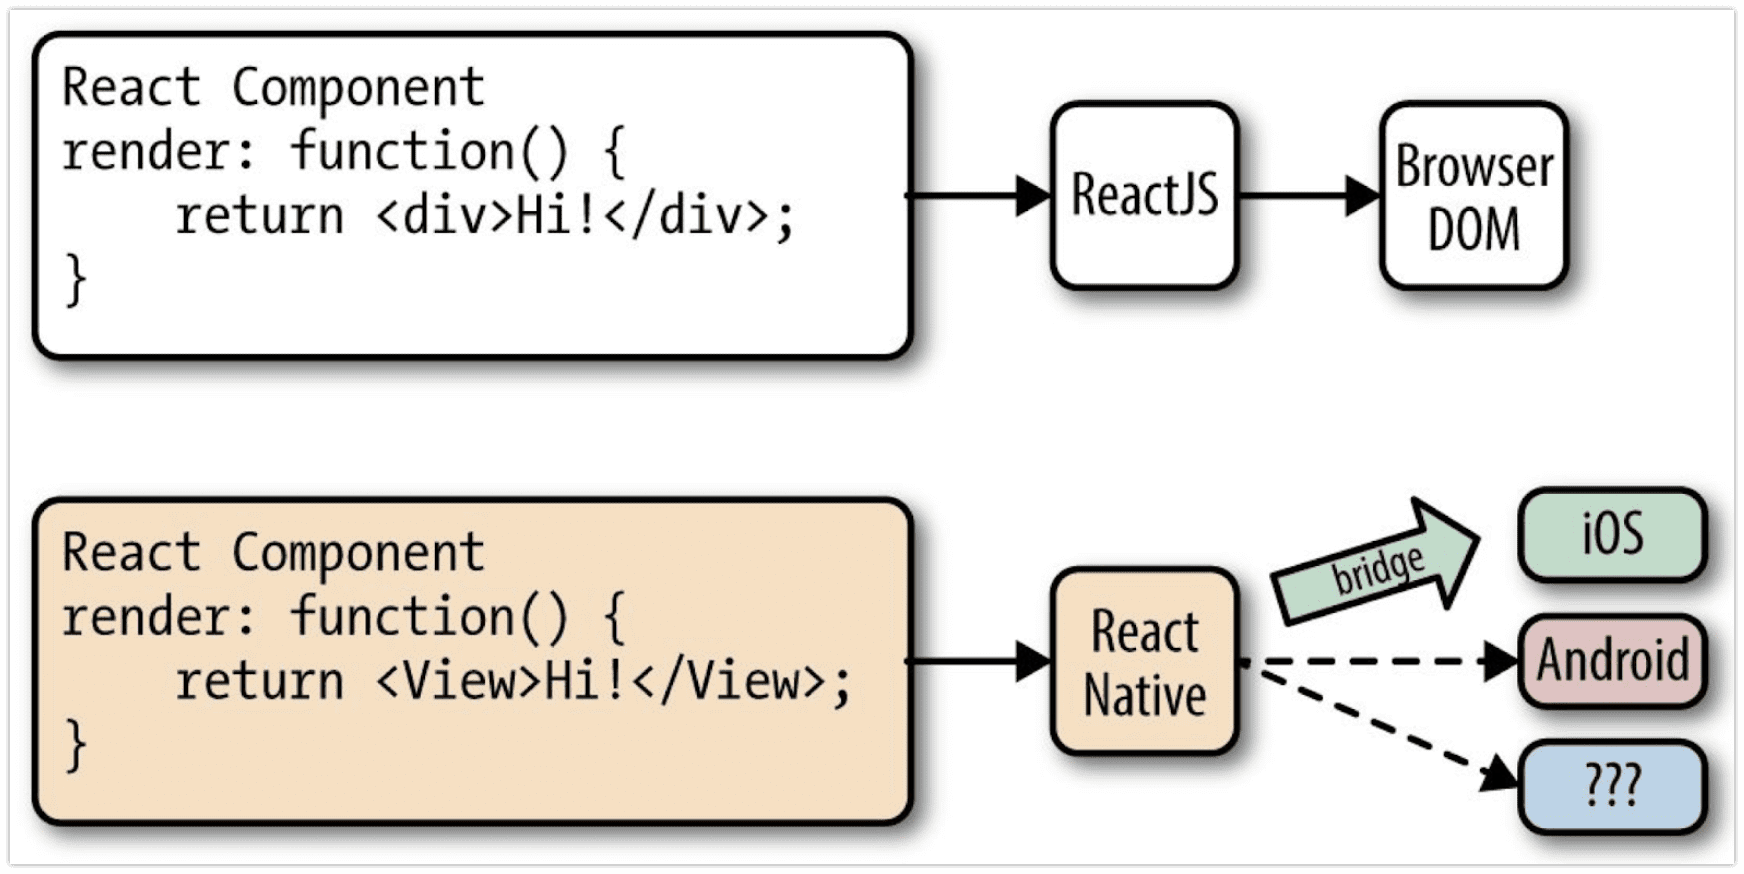 React Component
render: function() {
    return <div>Hi!</div>;
}
ReactJS
Browser
DOM
React Component
render: function() {
    return <View>Hi!</View>;
}
React
Native
bridge
iOS
Android
???